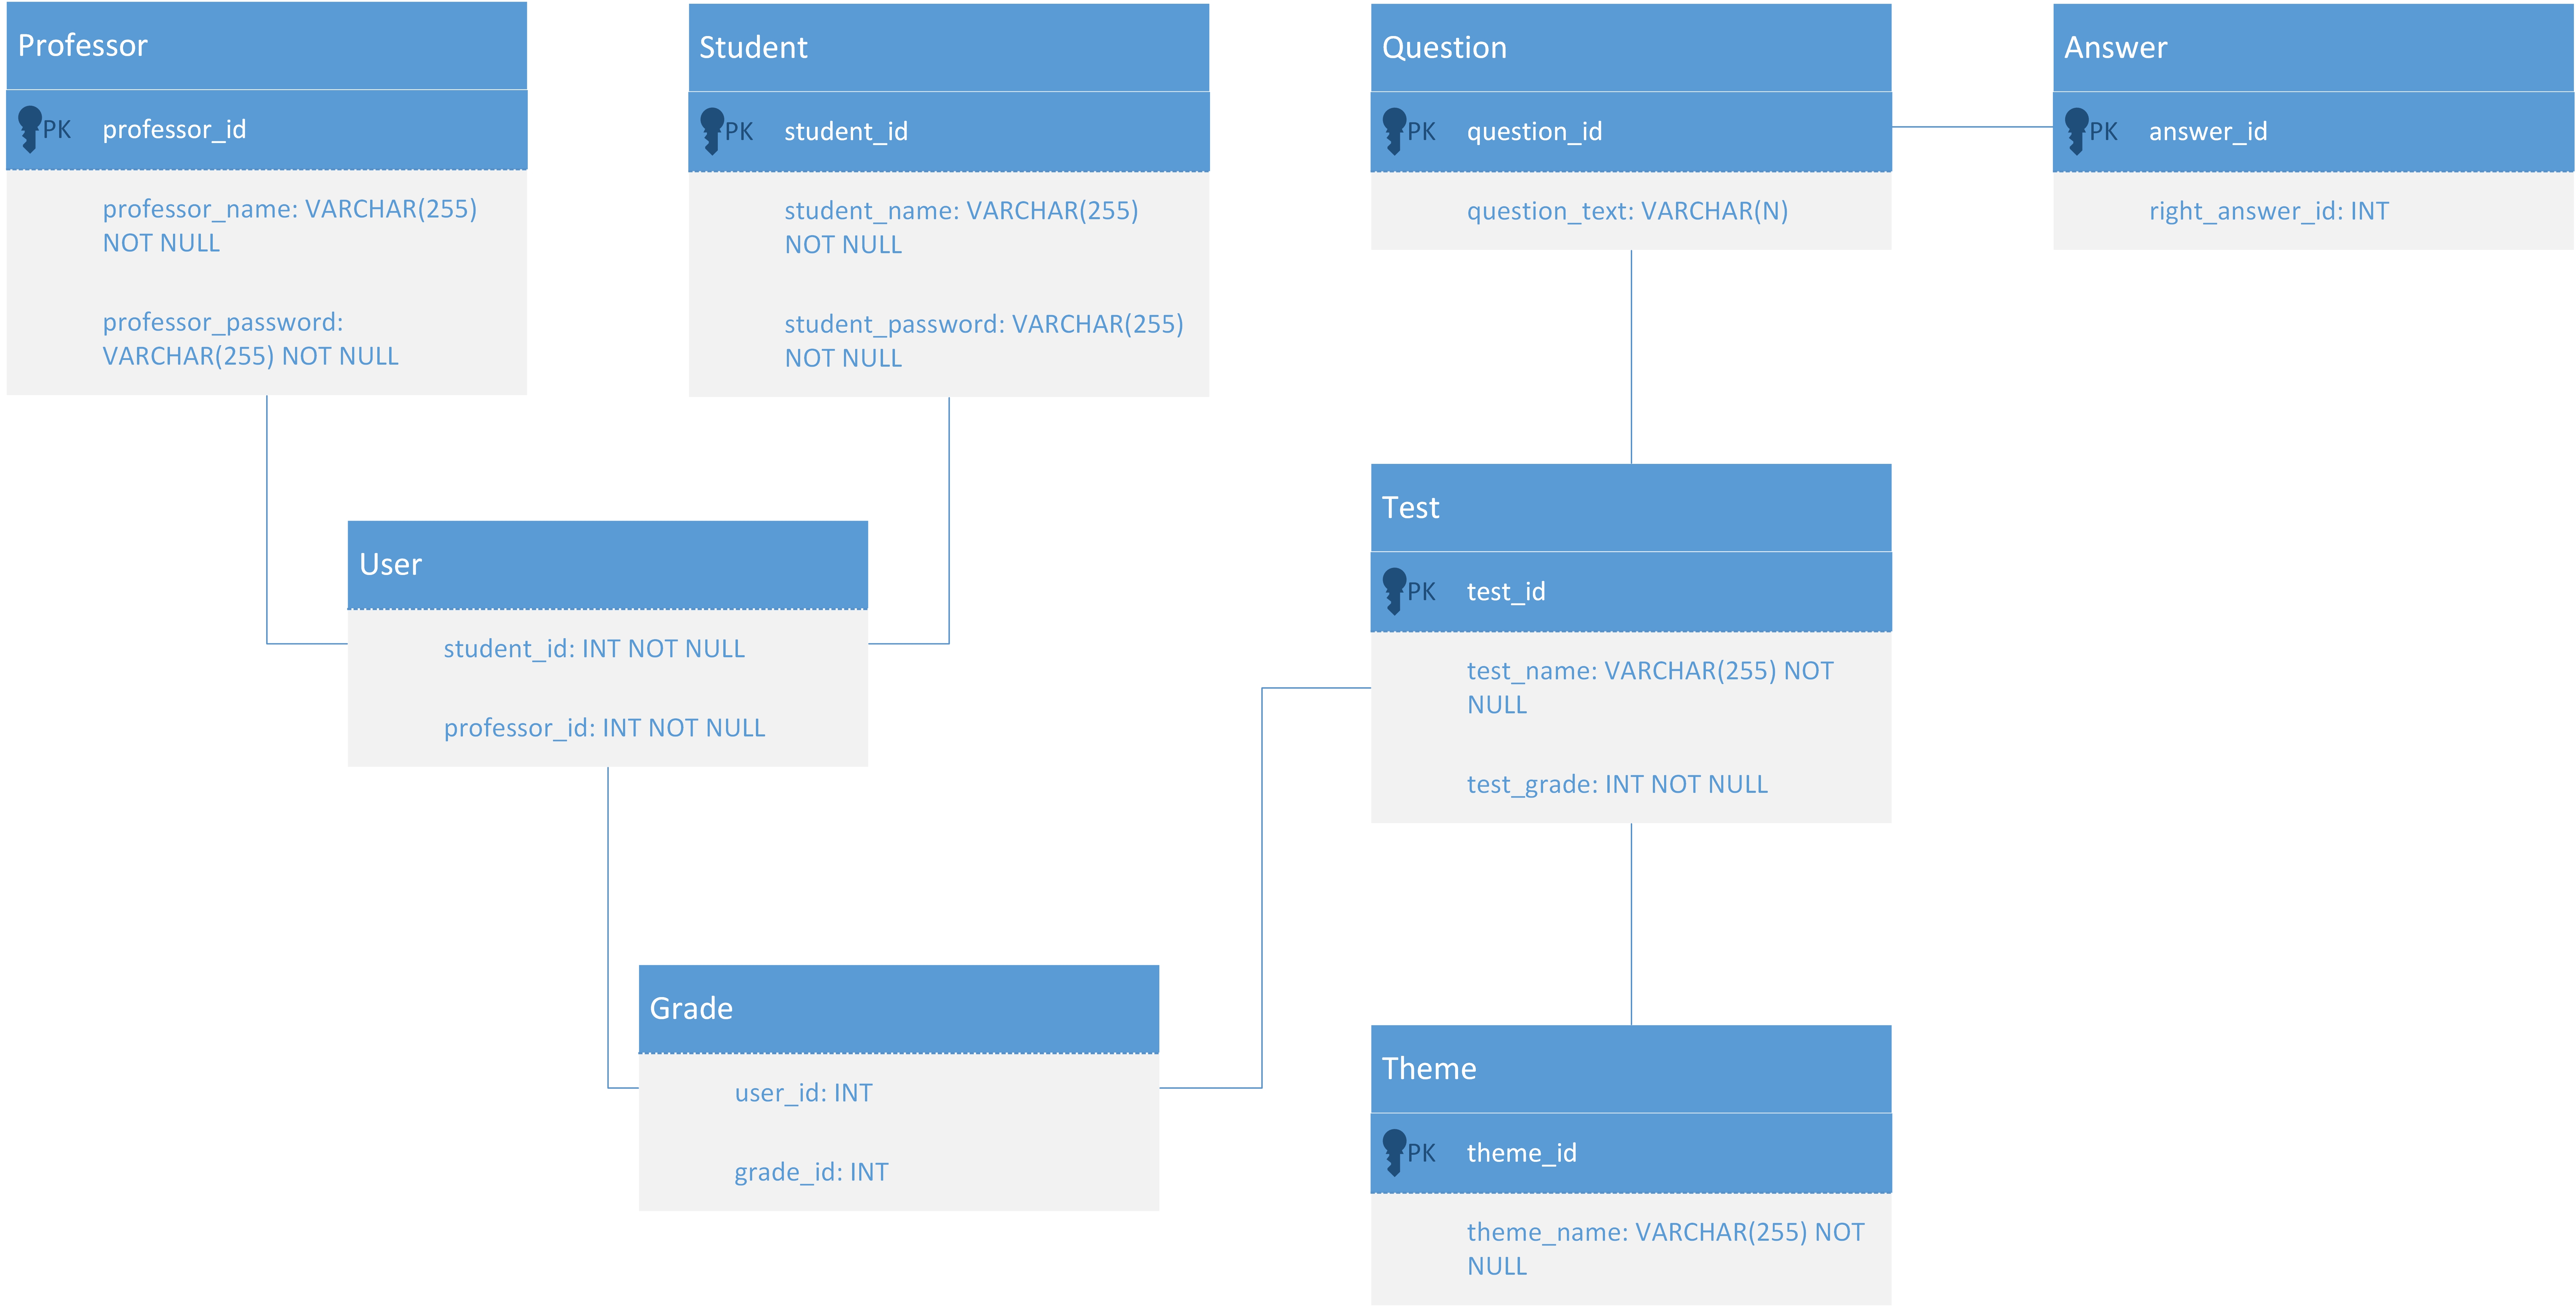 Professor
PK professor_id
professor_name: VARCHAR(255)
NOT NULL
professor_password:
VARCHAR(255) NOT NULL
Student
PK student_id
student_name: VARCHAR(255)
NOT NULL
student_password: VARCHAR(255)
NOT NULL
Question
PK question_id
question_text: VARCHAR(N)
Answer
PK answer_id
right_answer_id: INT
User
student_id: INT NOT NULL
professor_id: INT NOT NULL
Test
PK test_id
test_name: VARCHAR(255) NOT
NULL
test_grade: INT NOT NULL
Grade
user_id: INT
grade_id: INT
Theme
PK theme_id
theme_name: VARCHAR(255) NOT
NULL